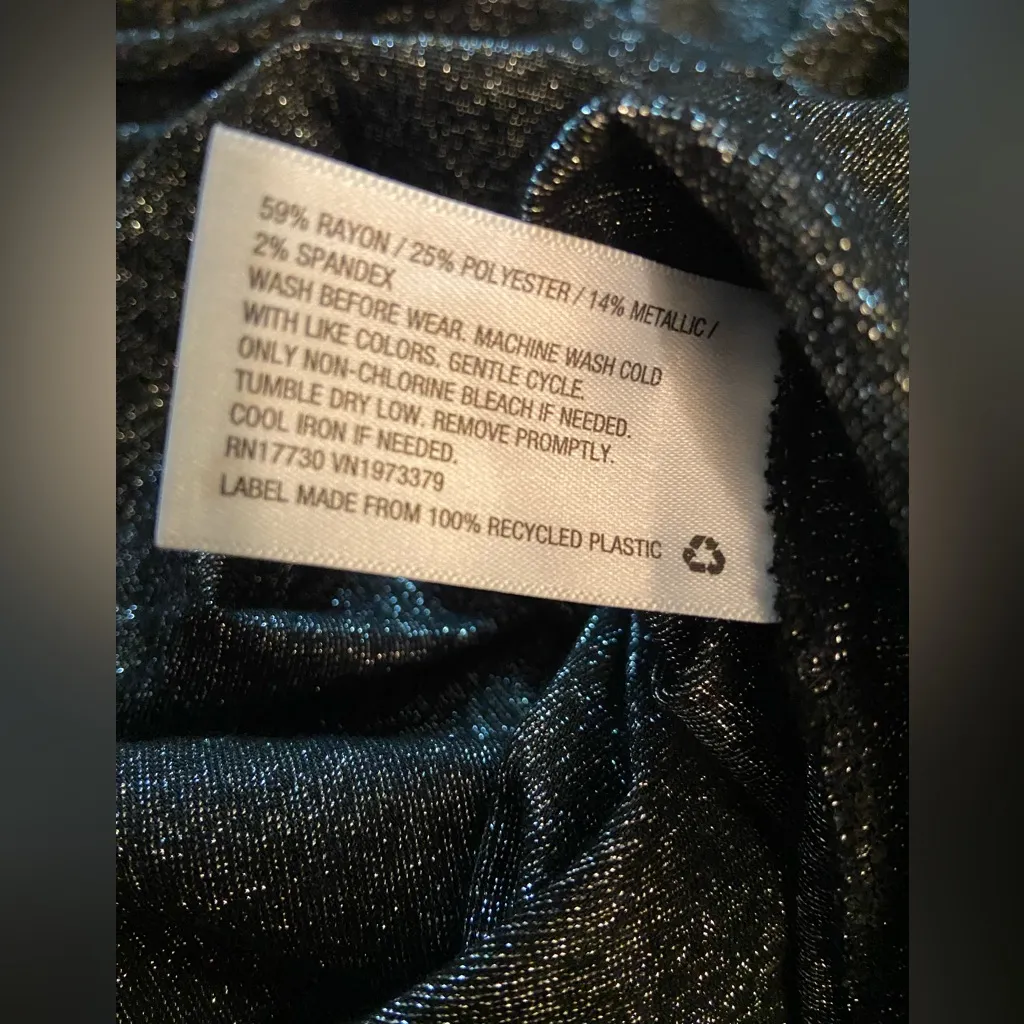 59% RAYON / 25% POLYESTER / 14% METALLIC /
2% SPANDEX
WASH BEFORE WEAR. MACHINE WASH COLD
WITH LIKE COLORS. GENTLE CYCLE.
ONLY NON-CHLORINE BLEACH IF NEEDED.
TUMBLE DRY LOW. REMOVE PROMPTLY.
COOL IRON IF NEEDED.
RN17730 VN1973379
LABEL MADE FROM 100% RECYCLED PLASTIC